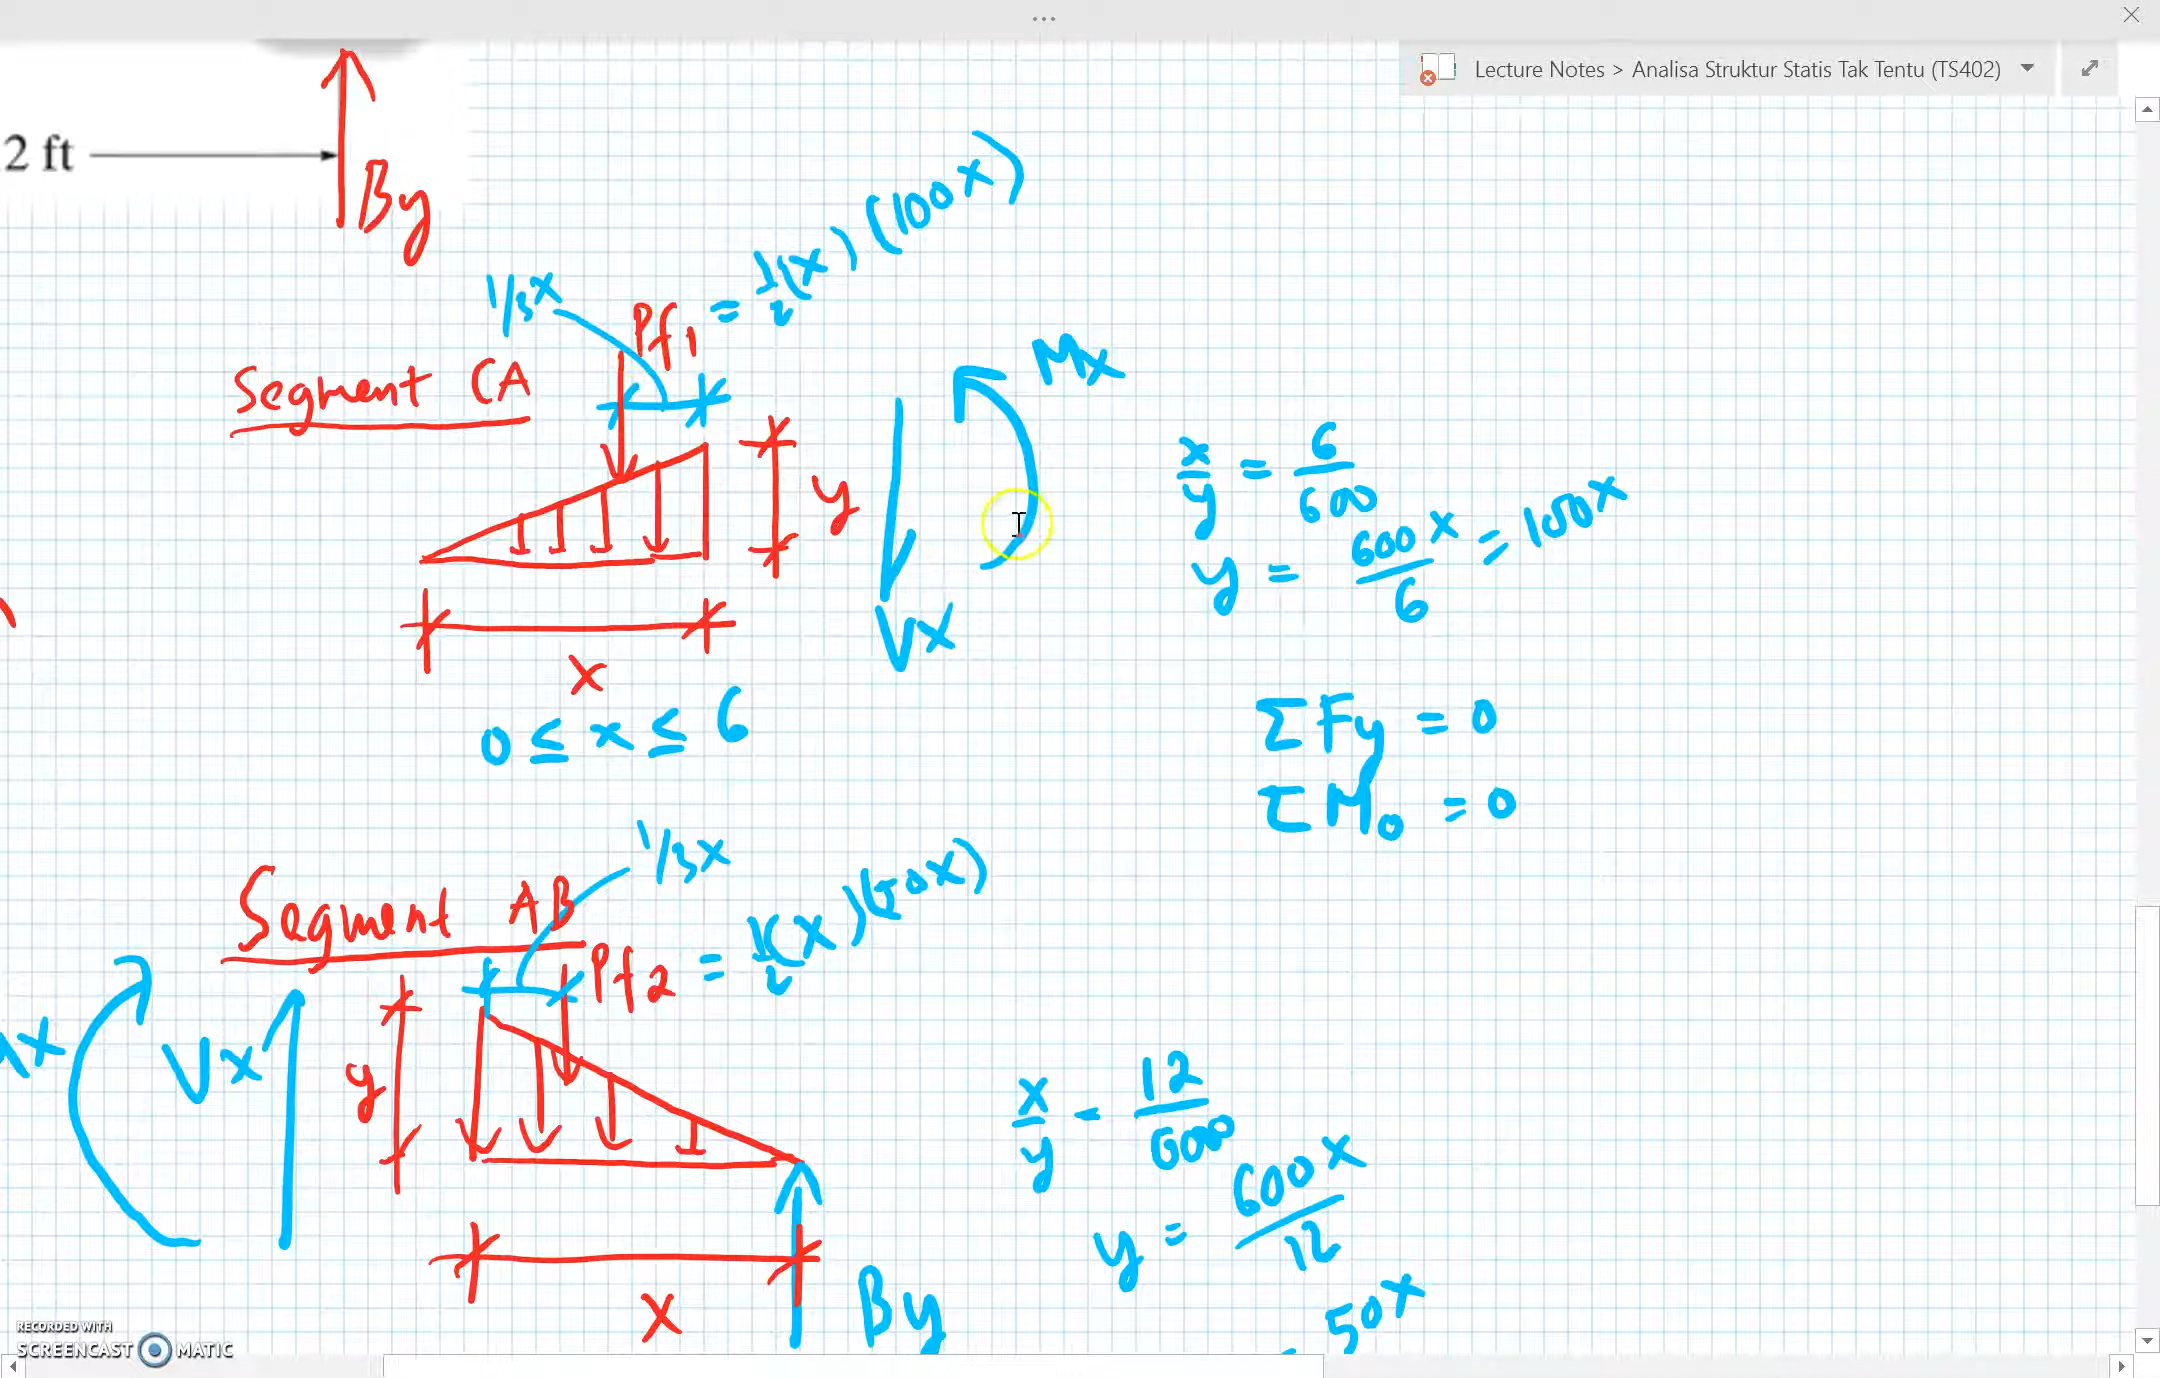 Lecture Notes > Analisa Struktur Statis Tak Tentu (TS402)
2 ft
By
1/3x
Pf1 = 1/2 (x) (100x)
Segment CA
Mx
y
Vx
x
0 ≤ x ≤ 6
x/y = 6/600
y = 600x/6 = 100x
ΣFy = 0
ΣMo = 0
Segment AB
1/3x
Pf2 = 1/2 (x) (50x)
Vx
y
x
By
x/y = 12/600
y = 600x/12
50x
RECORDED WITH
SCREENCAST MATIC